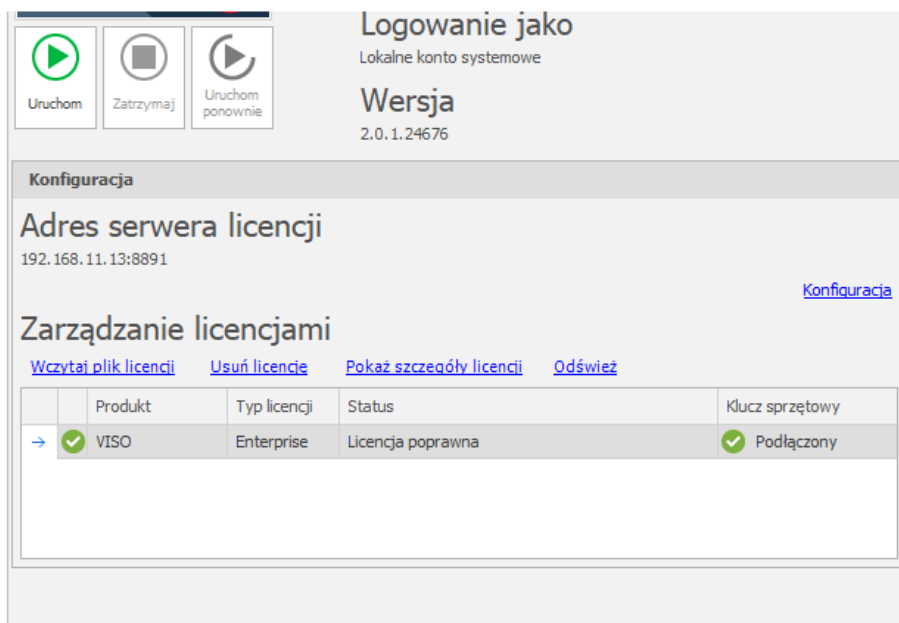 Logowanie jako
Lokalne konto systemowe
Uruchom
Zatrzymaj
Uruchom
ponownie
Wersja
2.0.1.24676
Konfiguracja
Adres serwera licencji
192.168.11.13:8891
Konfiguracja
Zarządzanie licencjami
Wczytaj plik licencji Usuń licencje Pokaż szczegóły licencji Odśwież
Produkt Typ licencji Status Klucz sprzętowy
VISO Enterprise Licencja poprawna Podłączony